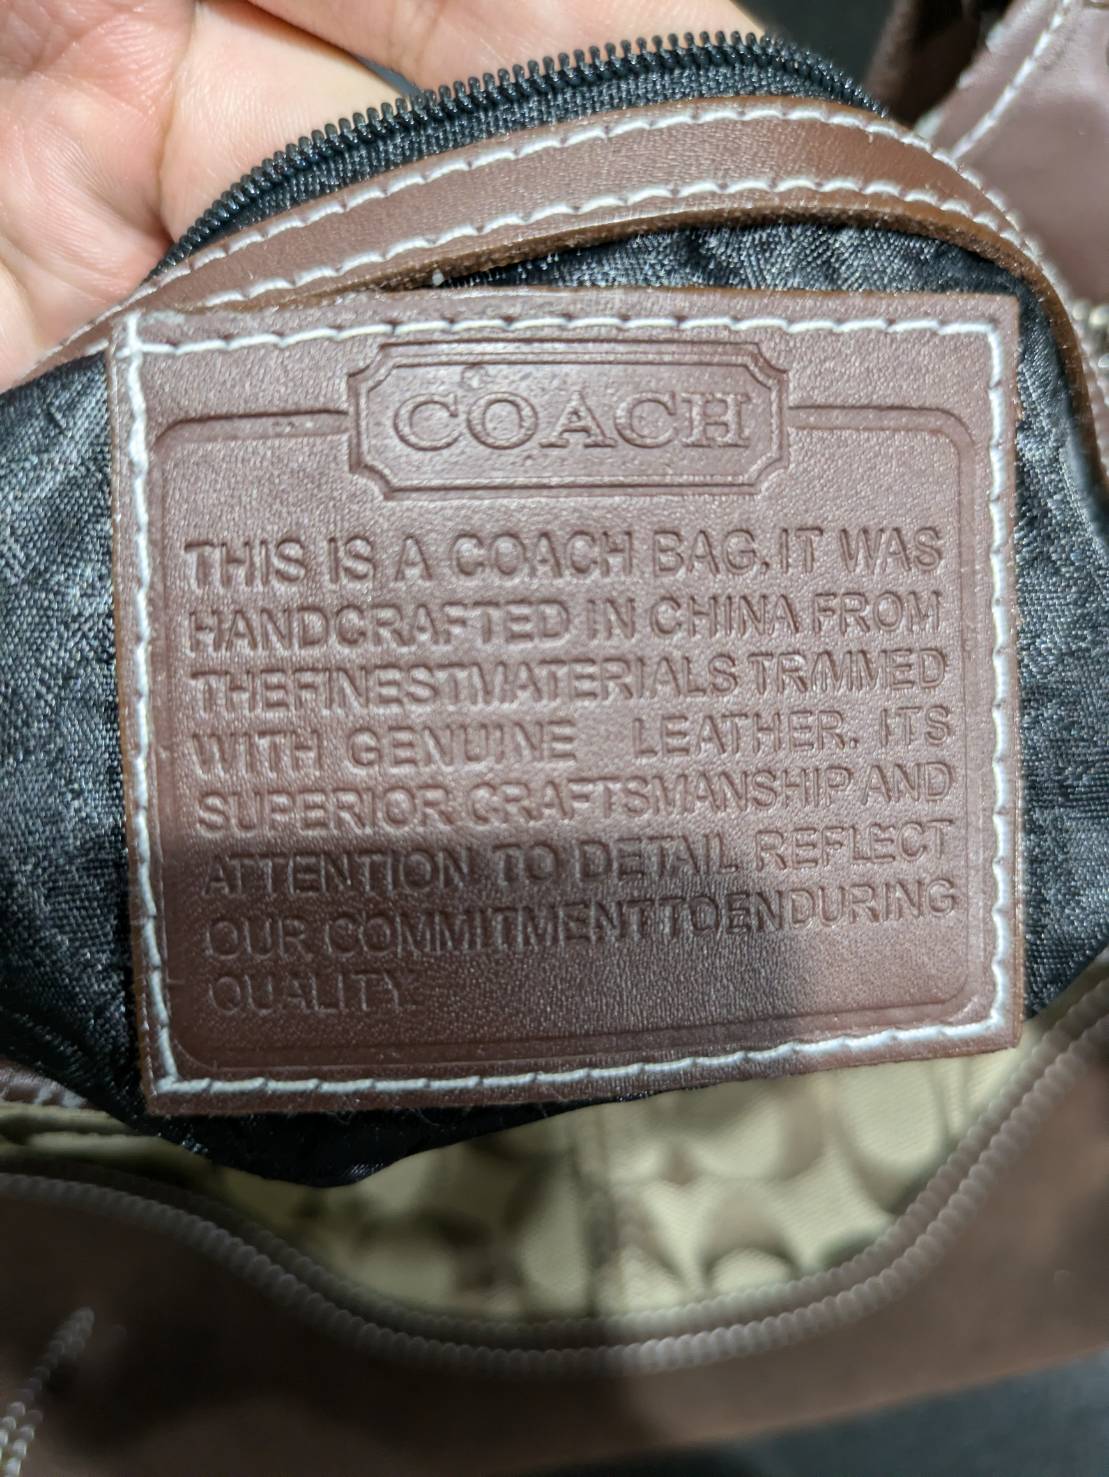 COACH
THIS IS A COACH BAG.IT WAS
HANDCRAFTED IN CHINA FROM
THEFINESTMATERIALS TRIMMED
WITH GENUINE LEATHER. ITS
SUPERIOR CRAFTSMANSHIP AND
ATTENTION TO DETAIL REFLECT
OUR COMMITMENTTOENDURING
QUALITY.